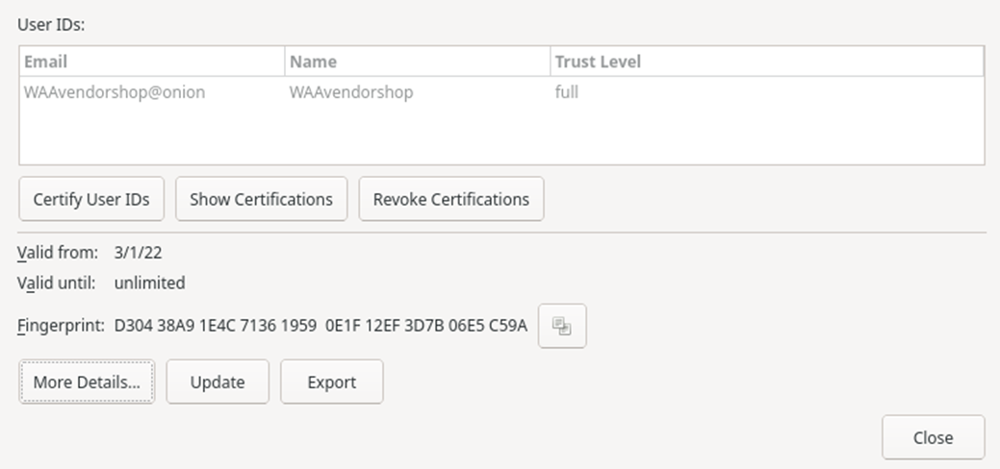 User IDs:
Email Name Trust Level
WAAvendorshop@onion WAAvendorshop full
Certify User IDs Show Certifications Revoke Certifications
Valid from: 3/1/22
Valid until: unlimited
Fingerprint: D304 38A9 1E4C 7136 1959  0E1F 12EF 3D7B 06E5 C59A
More Details... Update Export
Close